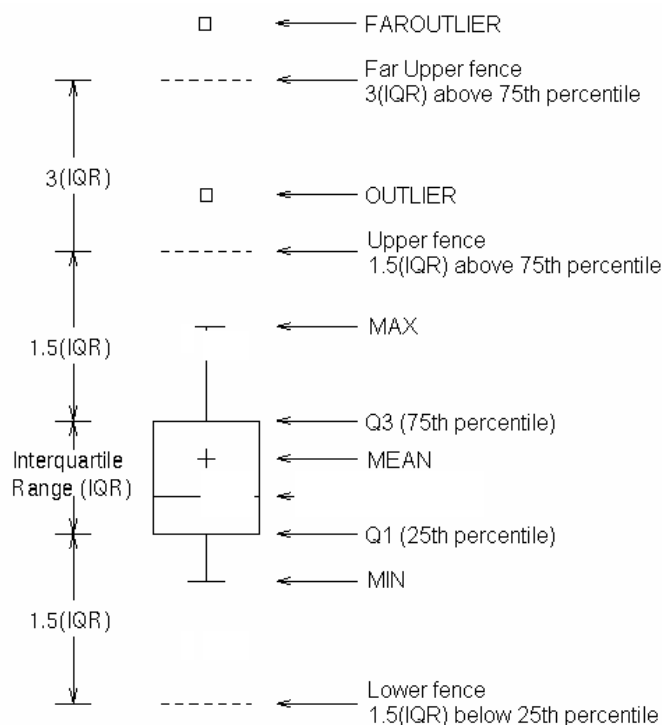 FAROUTLIER
Far Upper fence
3(IQR) above 75th percentile
3(IQR)
OUTLIER
Upper fence
1.5(IQR) above 75th percentile
MAX
1.5(IQR)
Q3 (75th percentile)
Interquartile
Range (IQR)
MEAN
Q1 (25th percentile)
MIN
1.5(IQR)
Lower fence
1.5(IQR) below 25th percentile